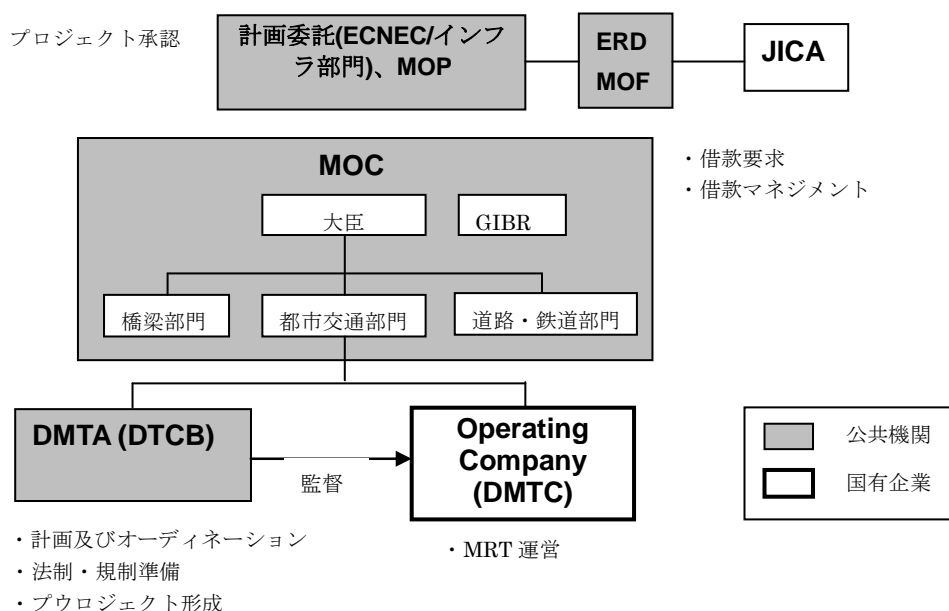 プロジェクト承認
計画委託(ECNEC/インフ
ラ部門)、MOP
ERD
MOF
JICA
MOC
・借款要求
・借款マネジメント
大臣
GIBR
橋梁部門
都市交通部門
道路・鉄道部門
DMTA (DTCB)
監督
Operating
Company
(DMTC)
公共機関
国有企業
・計画及びオーディネーション
・法制・規制準備
・プウロジェクト形成
・MRT 運営